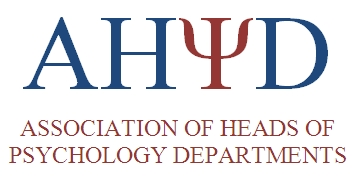 AHΨD
ASSOCIATION OF HEADS OF
PSYCHOLOGY DEPARTMENTS